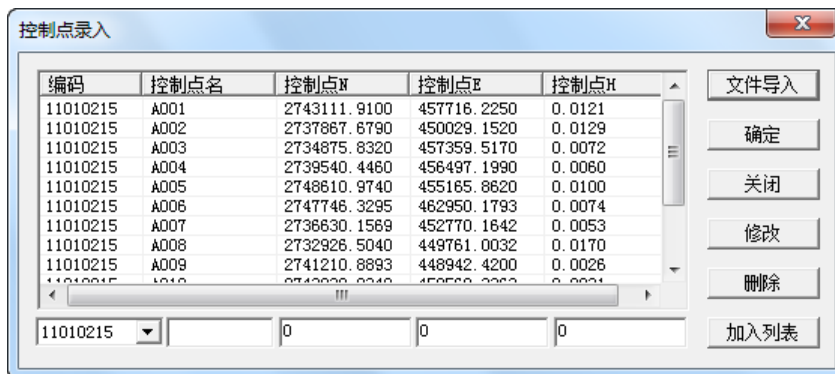 控制点录入
编码 控制点名 控制点N 控制点E 控制点H
11010215 A001 2743111.9100 457716.2250 0.0121
11010215 A002 2737867.6790 450029.1520 0.0129
11010215 A003 2734875.8320 457359.5170 0.0072
11010215 A004 2739540.4460 456497.1990 0.0060
11010215 A005 2748610.9740 455165.8620 0.0100
11010215 A006 2747746.3295 462950.1793 0.0074
11010215 A007 2736630.1569 452770.1642 0.0053
11010215 A008 2732926.5040 449761.0032 0.0170
11010215 A009 2741210.8893 448942.4200 0.0026
11010215 0 0 0
文件导入
确定
关闭
修改
删除
加入列表